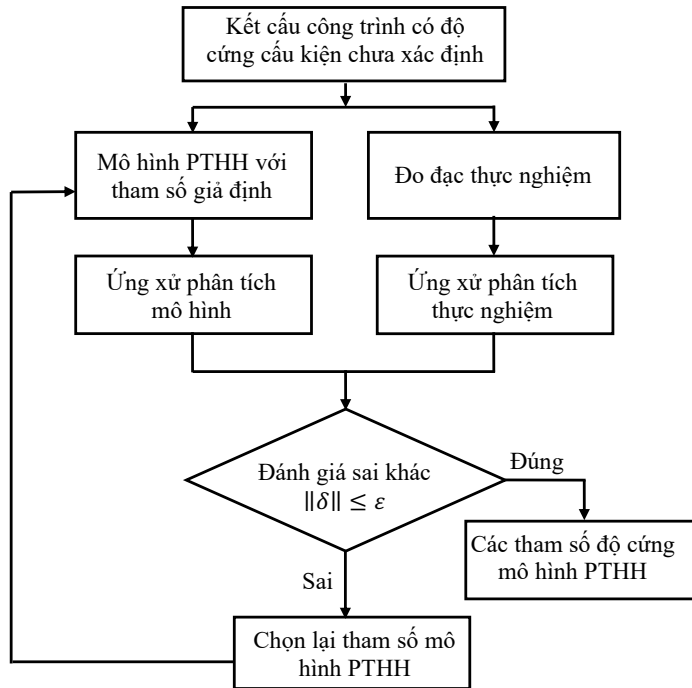 Kết cấu công trình có độ
cứng cấu kiện chưa xác định
Mô hình PTHH với
tham số giả định
Đo đạc thực nghiệm
Ứng xử phân tích
mô hình
Ứng xử phân tích
thực nghiệm
Đánh giá sai khác
‖𝛿‖ ≤ 𝜀
Đúng
Các tham số độ cứng
mô hình PTHH
Sai
Chọn lại tham số mô
hình PTHH